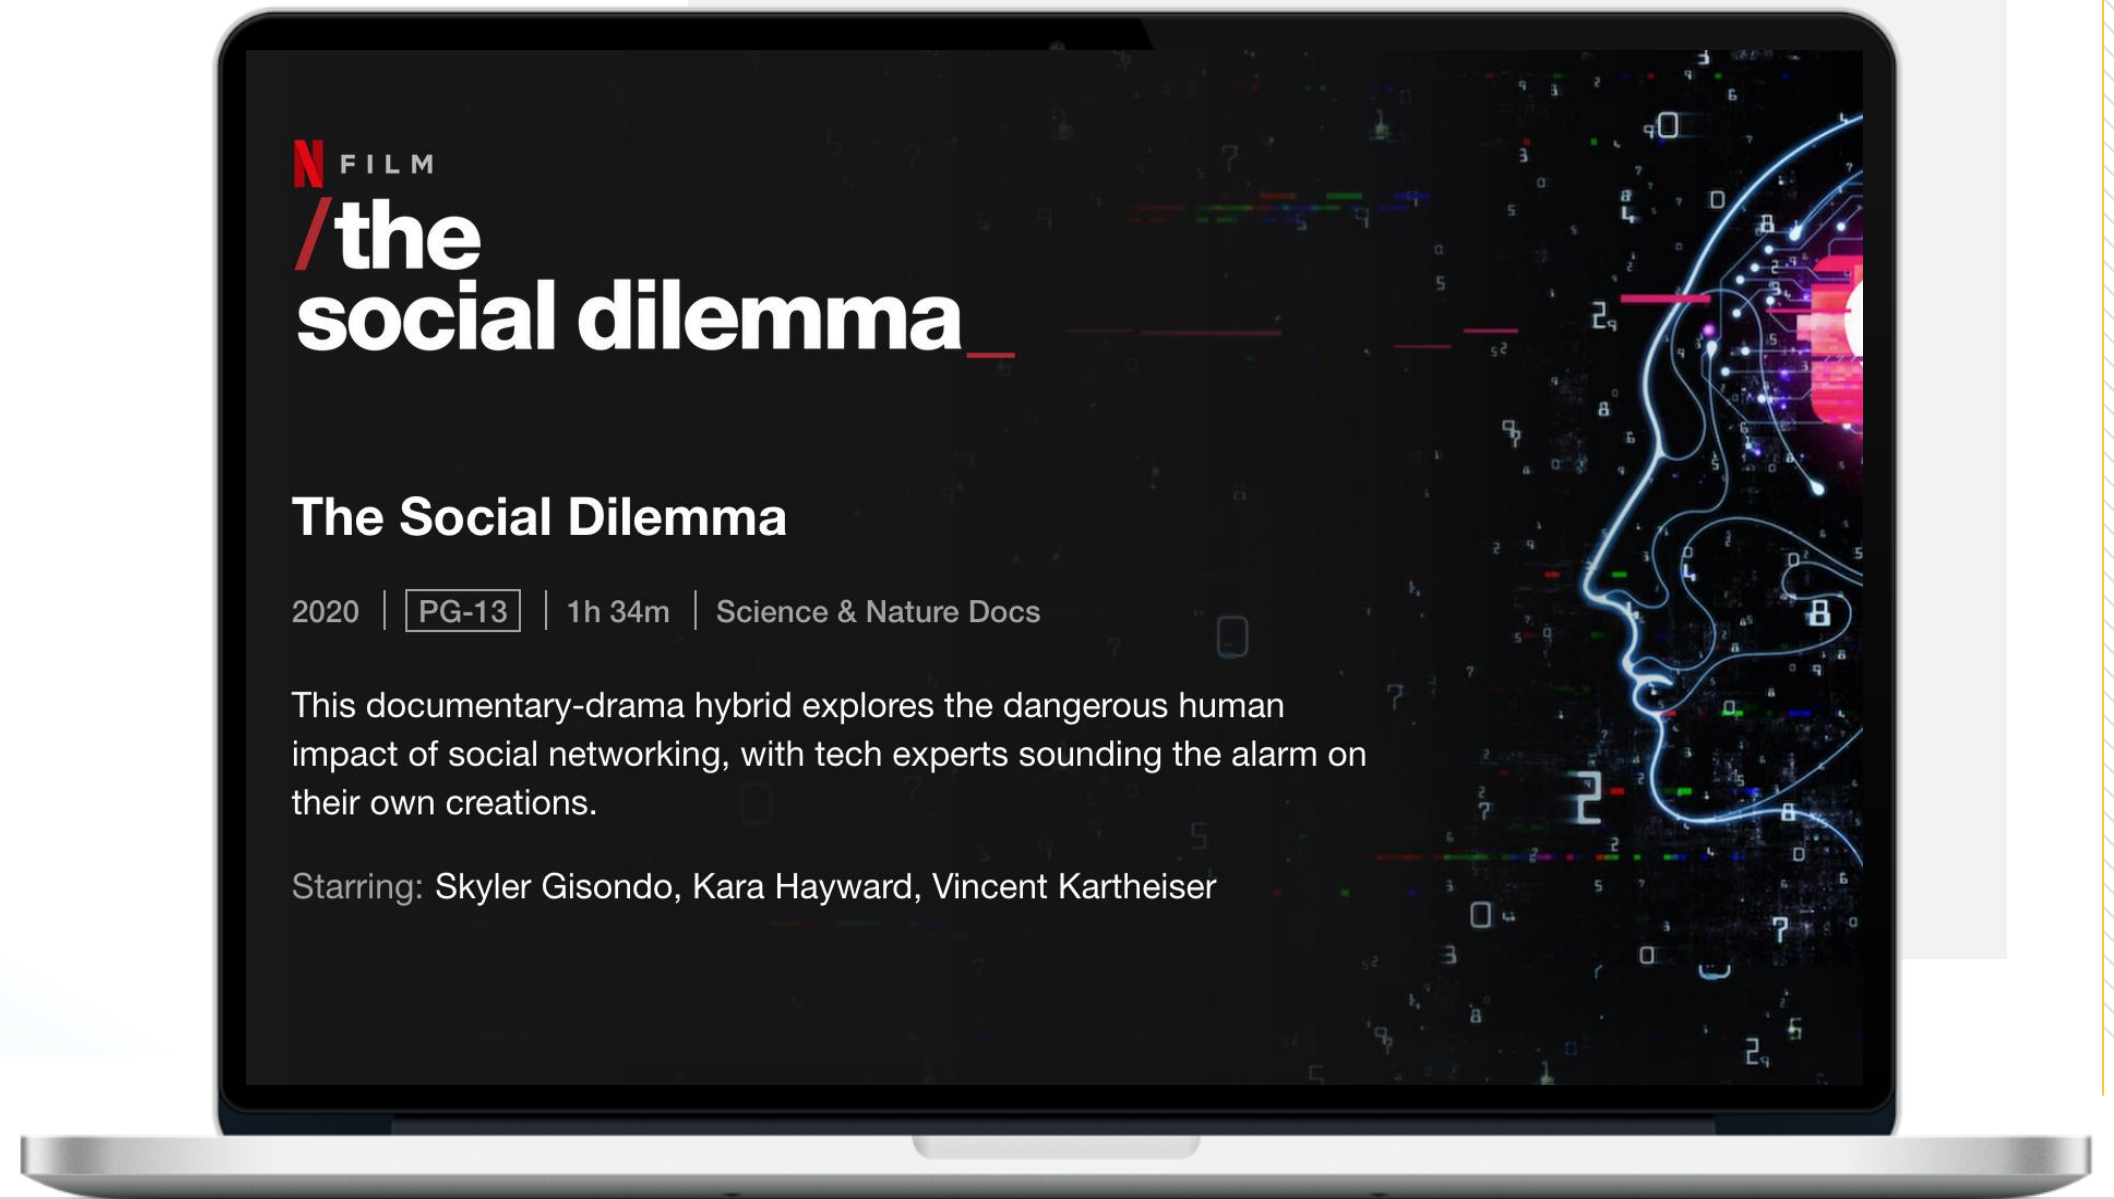 N FILM
/the
social dilemma_
The Social Dilemma
2020 | PG-13 | 1h 34m | Science & Nature Docs
This documentary-drama hybrid explores the dangerous human
impact of social networking, with tech experts sounding the alarm on
their own creations.
Starring: Skyler Gisondo, Kara Hayward, Vincent Kartheiser